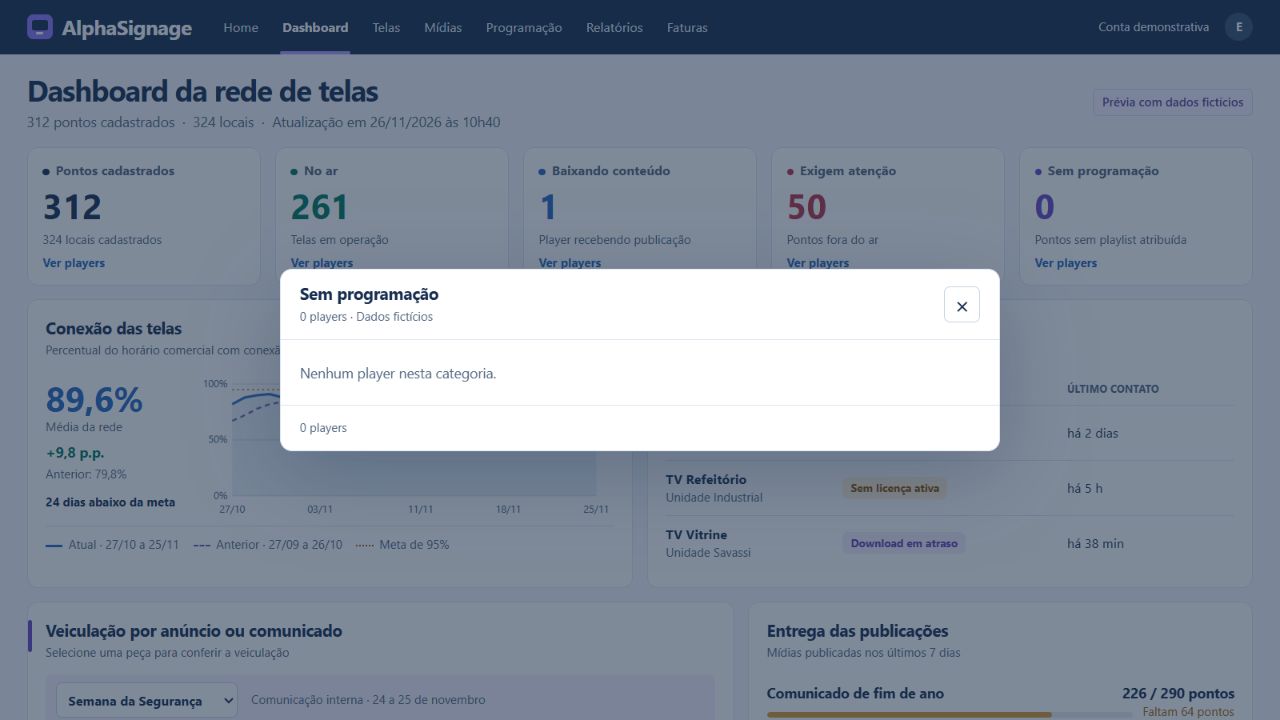 AlphaSignage
Home
Dashboard
Telas
Mídias
Programação
Relatórios
Faturas
Conta demonstrativa
E
Dashboard da rede de telas
312 pontos cadastrados · 324 locais · Atualização em 26/11/2026 às 10h40
Prévia com dados fictícios
Pontos cadastrados
312
324 locais cadastrados
Ver players
No ar
261
Telas em operação
Ver players
Baixando conteúdo
1
Player recebendo publicação
Ver players
Exigem atenção
50
Pontos fora do ar
Ver players
Sem programação
0
Pontos sem playlist atribuída
Ver players
Sem programação
0 players · Dados fictícios
×
Nenhum player nesta categoria.
0 players
Conexão das telas
Percentual do horário comercial com conexã
89,6%
Média da rede
+9,8 p.p.
Anterior: 79,8%
24 dias abaixo da meta
100%
50%
0%
27/10
03/11
11/11
18/11
25/11
Atual · 27/10 a 25/11
Anterior · 27/09 a 26/10
Meta de 95%
ÚLTIMO CONTATO
há 2 dias
TV Refeitório
Unidade Industrial
Sem licença ativa
há 5 h
TV Vitrine
Unidade Savassi
Download em atraso
há 38 min
Veiculação por anúncio ou comunicado
Selecione uma peça para conferir a veiculação
Semana da Segurança
Comunicação interna · 24 a 25 de novembro
Entrega das publicações
Mídias publicadas nos últimos 7 dias
Comunicado de fim de ano
226 / 290 pontos
Faltam 64 pontos